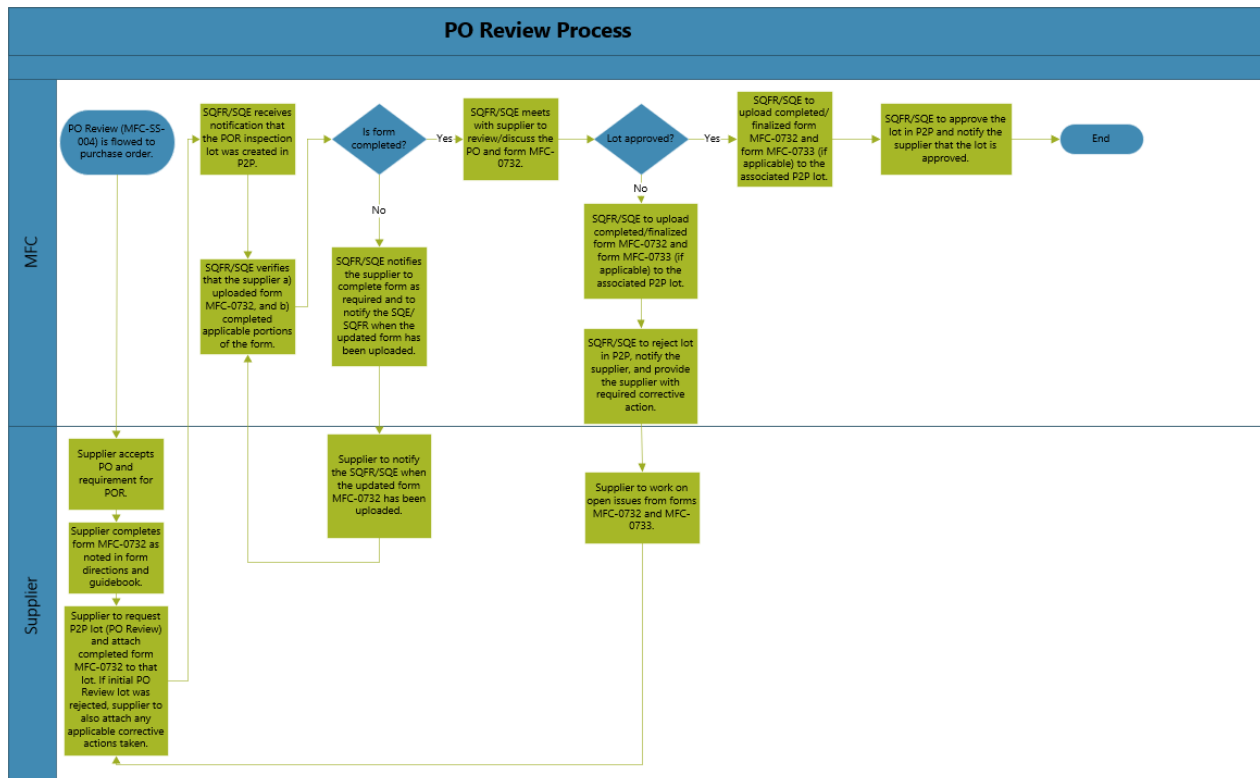 PO Review Process
MFC
PO Review (MFC-SS-
004) is flowed to
purchase order.
SQFR/SQE receives
notification that
the POR inspection
lot was created in
P2P.
Is form
completed?
Yes
SQFR/SQE meets
with supplier to
review/discuss the
PO and form MFC-
0732.
Lot approved?
Yes
SQFR/SQE to
upload completed/
finalized form
MFC-0732 and
form MFC-0733 (if
applicable) to the
associated P2P lot.
SQFR/SQE to approve the
lot in P2P and notify the
supplier that the lot is
approved.
End
No
No
SQFR/SQE verifies
that the supplier a)
uploaded form
MFC-0732, and b)
completed
applicable portions
of the form.
SQFR/SQE notifies
the supplier to
complete form as
required and to
notify the SQE/
SQFR when the
updated form has
been uploaded.
SQFR/SQE to upload
completed/finalized
form MFC-0732 and
form MFC-0733 (if
applicable) to the
associated P2P lot.
SQFR/SQE to reject lot
in P2P, notify the
supplier, and provide
the supplier with
required corrective
action.
Supplier
Supplier accepts
PO and
requirement for
POR.
Supplier completes
form MFC-0732 as
noted in form
directions and
guidebook.
Supplier to request
P2P lot (PO Review)
and attach
completed form
MFC-0732 to that
lot. If initial PO
Review lot was
rejected, supplier to
also attach any
applicable corrective
actions taken.
Supplier to notify
the SQFR/SQE when
the updated form
MFC-0732 has been
uploaded.
Supplier to work on
open issues from forms
MFC-0732 and MFC-
0733.